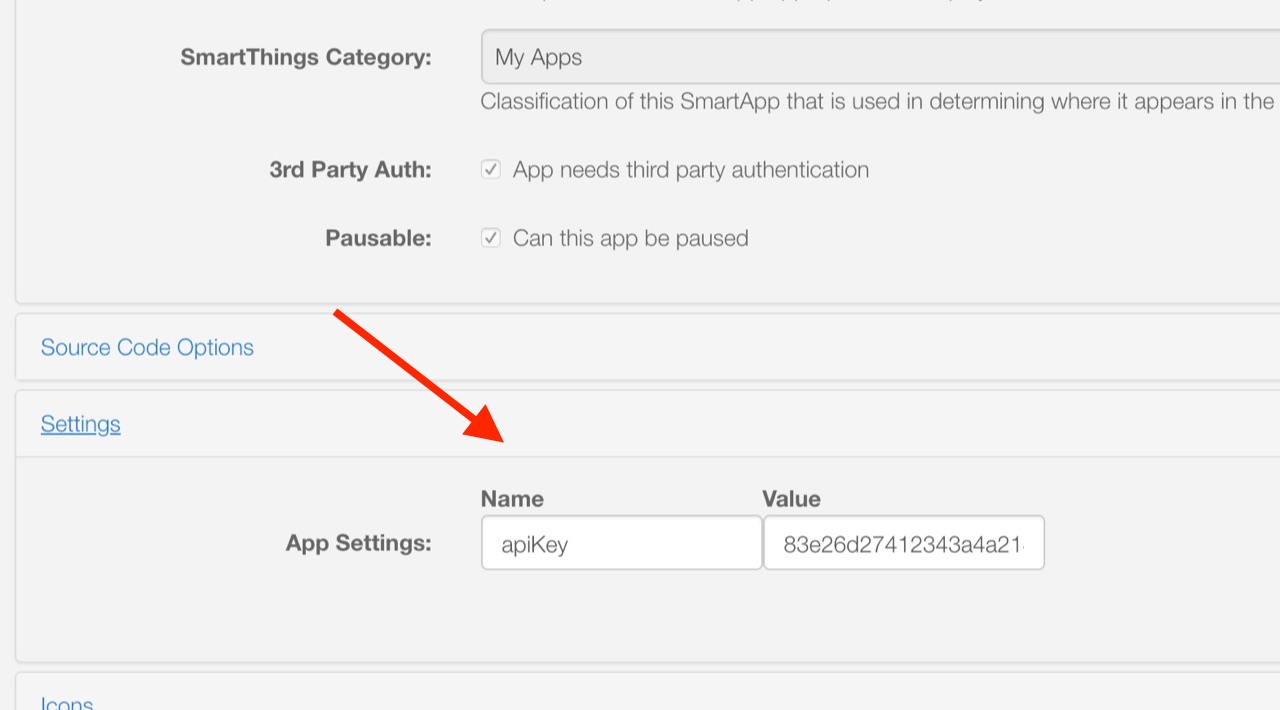 SmartThings Category: My Apps
Classification of this SmartApp that is used in determining where it appears in the
3rd Party Auth: App needs third party authentication
Pausable: Can this app be paused
Source Code Options
Settings
Name Value
App Settings: apiKey 83e26d27412343a4a21
Icons